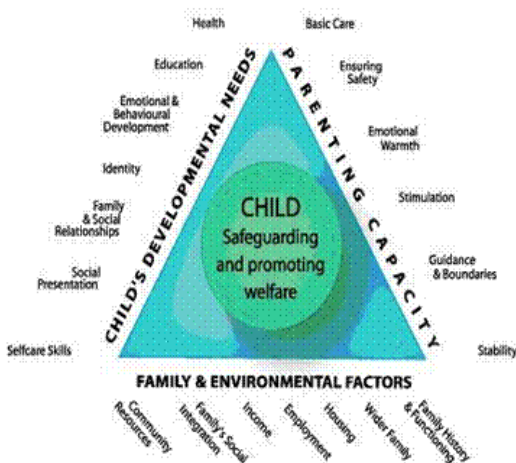 Health
Education
Emotional &
Behavioural
Development
Identity
Family
& Social
Relationships
Social
Presentation
Selfcare Skills
CHILD'S DEVELOPMENTAL NEEDS
Basic Care
Ensuring
Safety
Emotional
Warmth
Stimulation
Guidance
& Boundaries
Stability
PARENTING CAPACITY
CHILD
Safeguarding
and promoting
welfare
FAMILY & ENVIRONMENTAL FACTORS
Community
Resources
Family's Social
Integration
Income
Employment
Housing
Wider Family
Family History
& Functioning